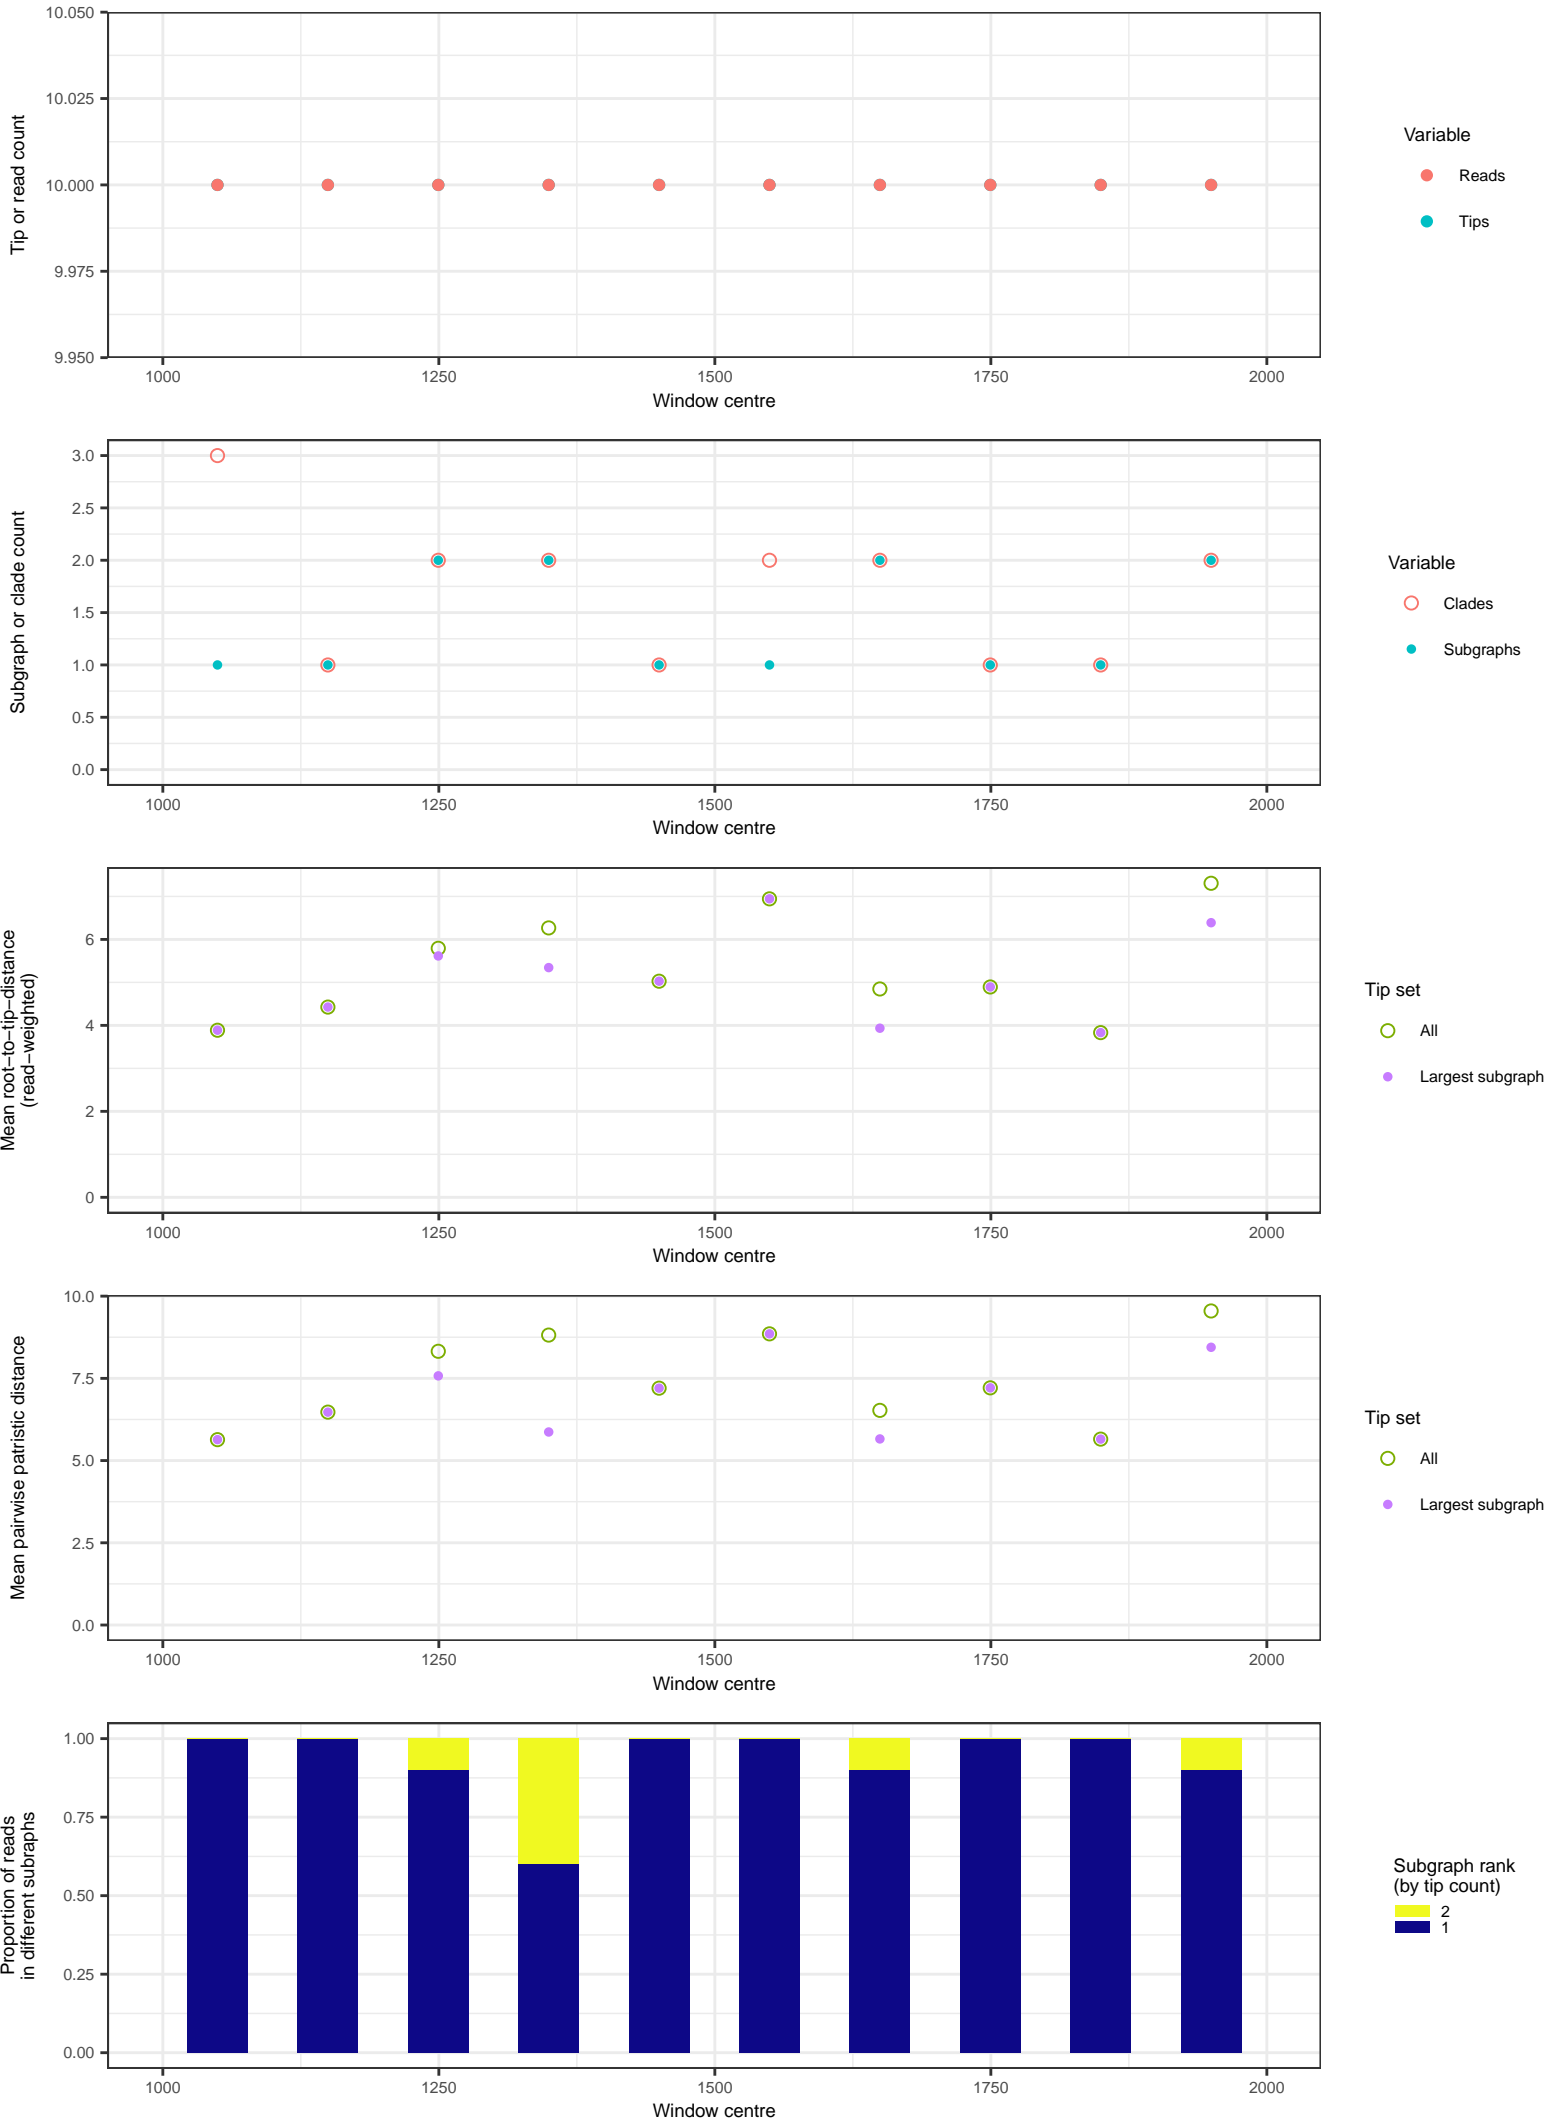 10.050
10.025
10.000
9.975
9.950
Tip or read count
1000 1250 1500 1750 2000
Window centre
Variable
Reads
Tips
3.0
2.5
2.0
1.5
1.0
0.5
0.0
Subgraph or clade count
1000 1250 1500 1750 2000
Window centre
Variable
Clades
Subgraphs
6
4
2
0
Mean root−to−tip−distance
(read−weighted)
1000 1250 1500 1750 2000
Window centre
Tip set
All
Largest subgraph
10.0
7.5
5.0
2.5
0.0
Mean pairwise patristic distance
1000 1250 1500 1750 2000
Window centre
Tip set
All
Largest subgraph
1.00
0.75
0.50
0.25
0.00
Proportion of reads
in different subraphs
1000 1250 1500 1750 2000
Window centre
Subgraph rank
(by tip count)
2
1